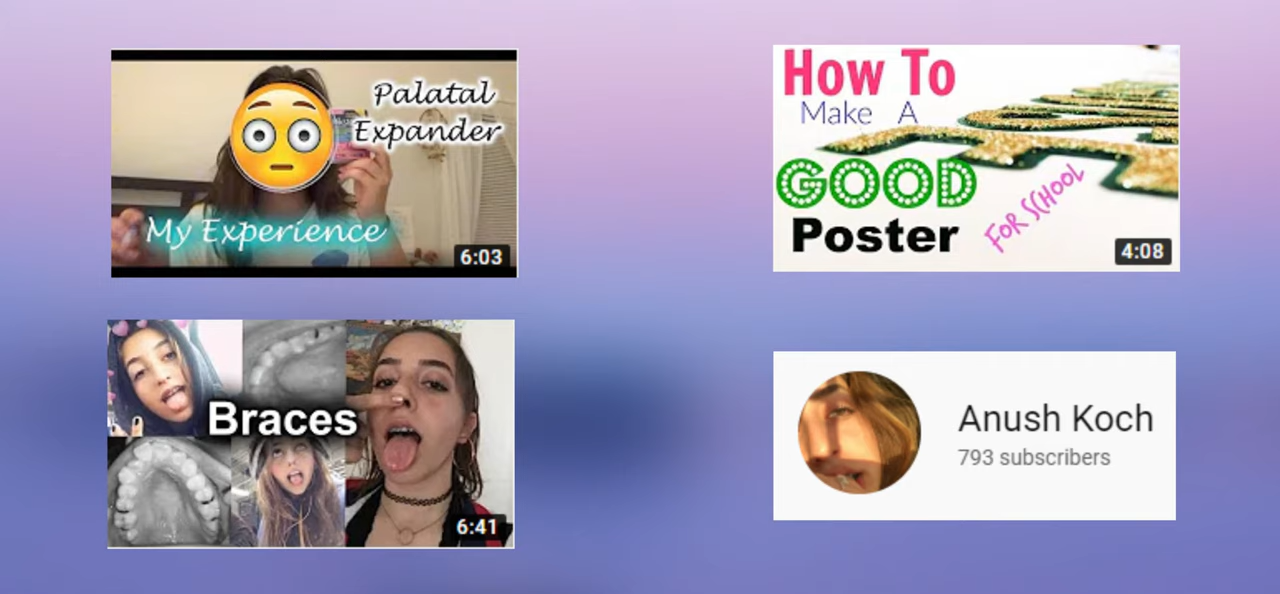 Palatal
Expander
My Experience
6:03
How To
Make A
GOOD
Poster
FOR SCHOOL
4:08
Braces
6:41
Anush Koch
793 subscribers